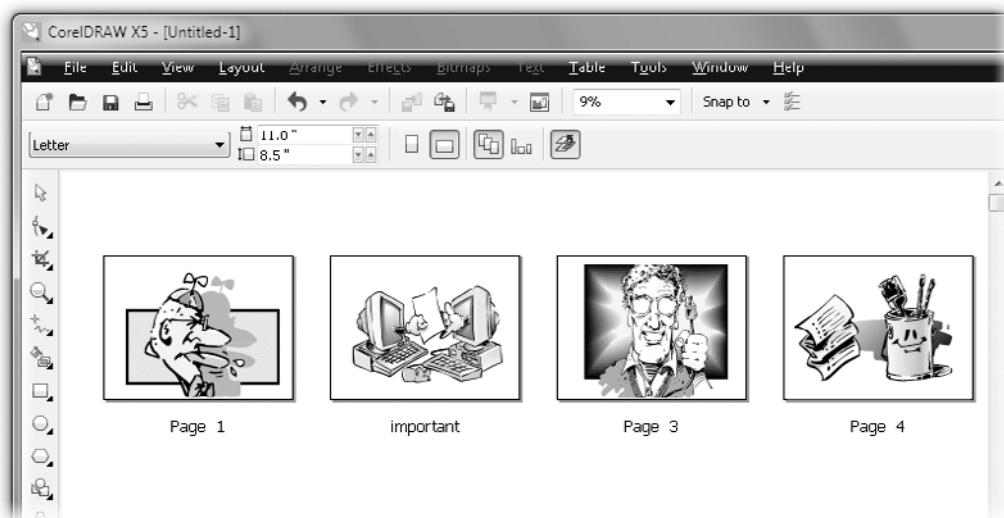 CorelDRAW X5 - [Untitled-1]
File Edit View Layout Arrange Effects Bitmaps Text Table Tools Window Help
9% Snap to
Letter 11.0 "
8.5 "
Page 1 important Page 3 Page 4